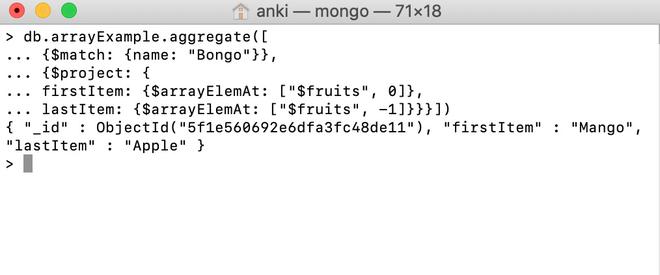 anki — mongo — 71×18
> db.arrayExample.aggregate([
... {$match: {name: "Bongo"}},
... {$project: {
... firstItem: {$arrayElemAt: ["$fruits", 0]},
... lastItem: {$arrayElemAt: ["$fruits", -1]}}}])
{ "_id" : ObjectId("5f1e560692e6dfa3fc48de11"), "firstItem" : "Mango",
"lastItem" : "Apple" }
>